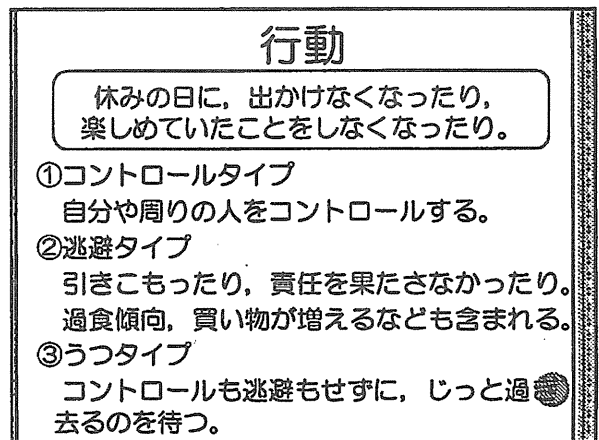 行動
休みの日に，出かけなくなったり，
楽しめていたことをしなくなったり。
①コントロールタイプ
自分や周りの人をコントロールする。
②逃避タイプ
引きこもったり，責任を果たさなかったり。
過食傾向，買い物が増えるなども含まれる。
③うつタイプ
コントロールも逃避もせずに，じっと過
去るのを待つ。